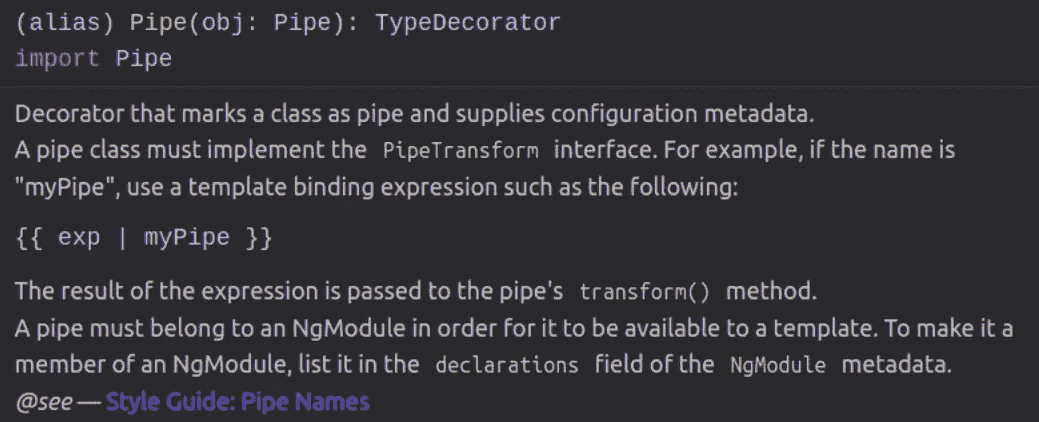 (alias) Pipe(obj: Pipe): TypeDecorator
import Pipe
Decorator that marks a class as pipe and supplies configuration metadata.
A pipe class must implement the PipeTransform interface. For example, if the name is
"myPipe", use a template binding expression such as the following:
{{ exp | myPipe }}
The result of the expression is passed to the pipe's transform() method.
A pipe must belong to an NgModule in order for it to be available to a template. To make it a
member of an NgModule, list it in the declarations field of the NgModule metadata.
@see — Style Guide: Pipe Names